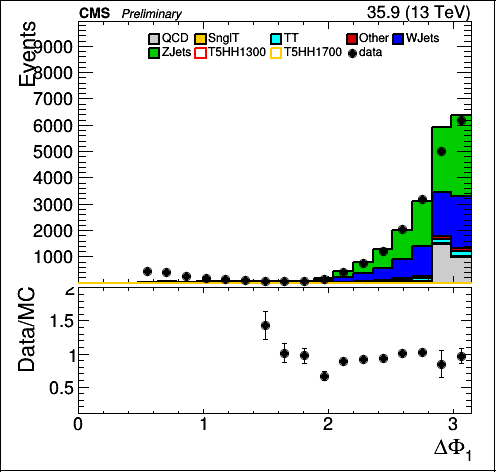 CMS Preliminary 35.9 (13 TeV)
Events
QCD SnglT TT Other WJets
ZJets T5HH1300 T5HH1700 data
9000
8000
7000
6000
5000
4000
3000
2000
1000
Data/MC
2
1.5
1
0.5
0 1 2 3
ΔΦ1